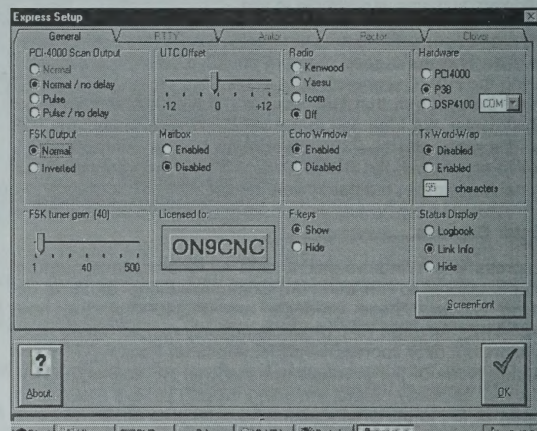 Express Setup
General
RTTY
Amtor
Pactor
Clover
PCI-4000 Scan Output
Normal
Normal / no delay
Pulse
Pulse / no delay
UTC Offset
-12 0 +12
Radio
Kenwood
Yaesu
Icom
Off
Hardware
PCI4000
P38
DSP4100 COM
FSK Output
Normal
Inverted
Mailbox
Enabled
Disabled
Echo Window
Enabled
Disabled
Tx Word-Wrap
Disabled
Enabled
55 characters
FSK tuner gain (40)
1 40 500
Licensed to:
ON9CNC
F-keys
Show
Hide
Status Display
Logbook
Link Info
Hide
ScreenFont
?
About
OK